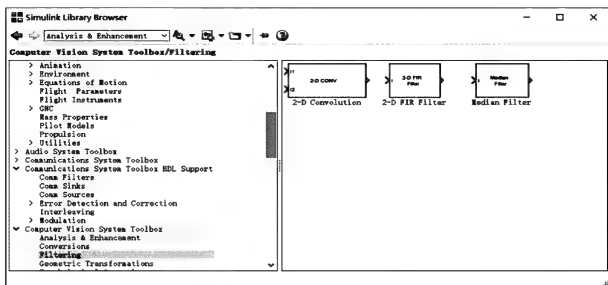 Simulink Library Browser
Analysis & Enhancement
Computer Vision System Toolbox/Filtering
> Animation
> Environment
> Equations of Motion
Flight Parameters
Flight Instruments
> GNC
Mass Properties
Pilot Models
Propulsion
> Utilities
> Audio System Toolbox
> Communications System Toolbox
Communications System Toolbox HDL Support
Comm Filters
Comm Sinks
Comm Sources
> Error Detection and Correction
Interleaving
> Modulation
Computer Vision System Toolbox
Analysis & Enhancement
Conversions
Filtering
Geometric Transformations
I1
I2
2-D CONV
2-D Convolution
I
2-D FIR
Filter
2-D FIR Filter
I
Median
Filter
Median Filter